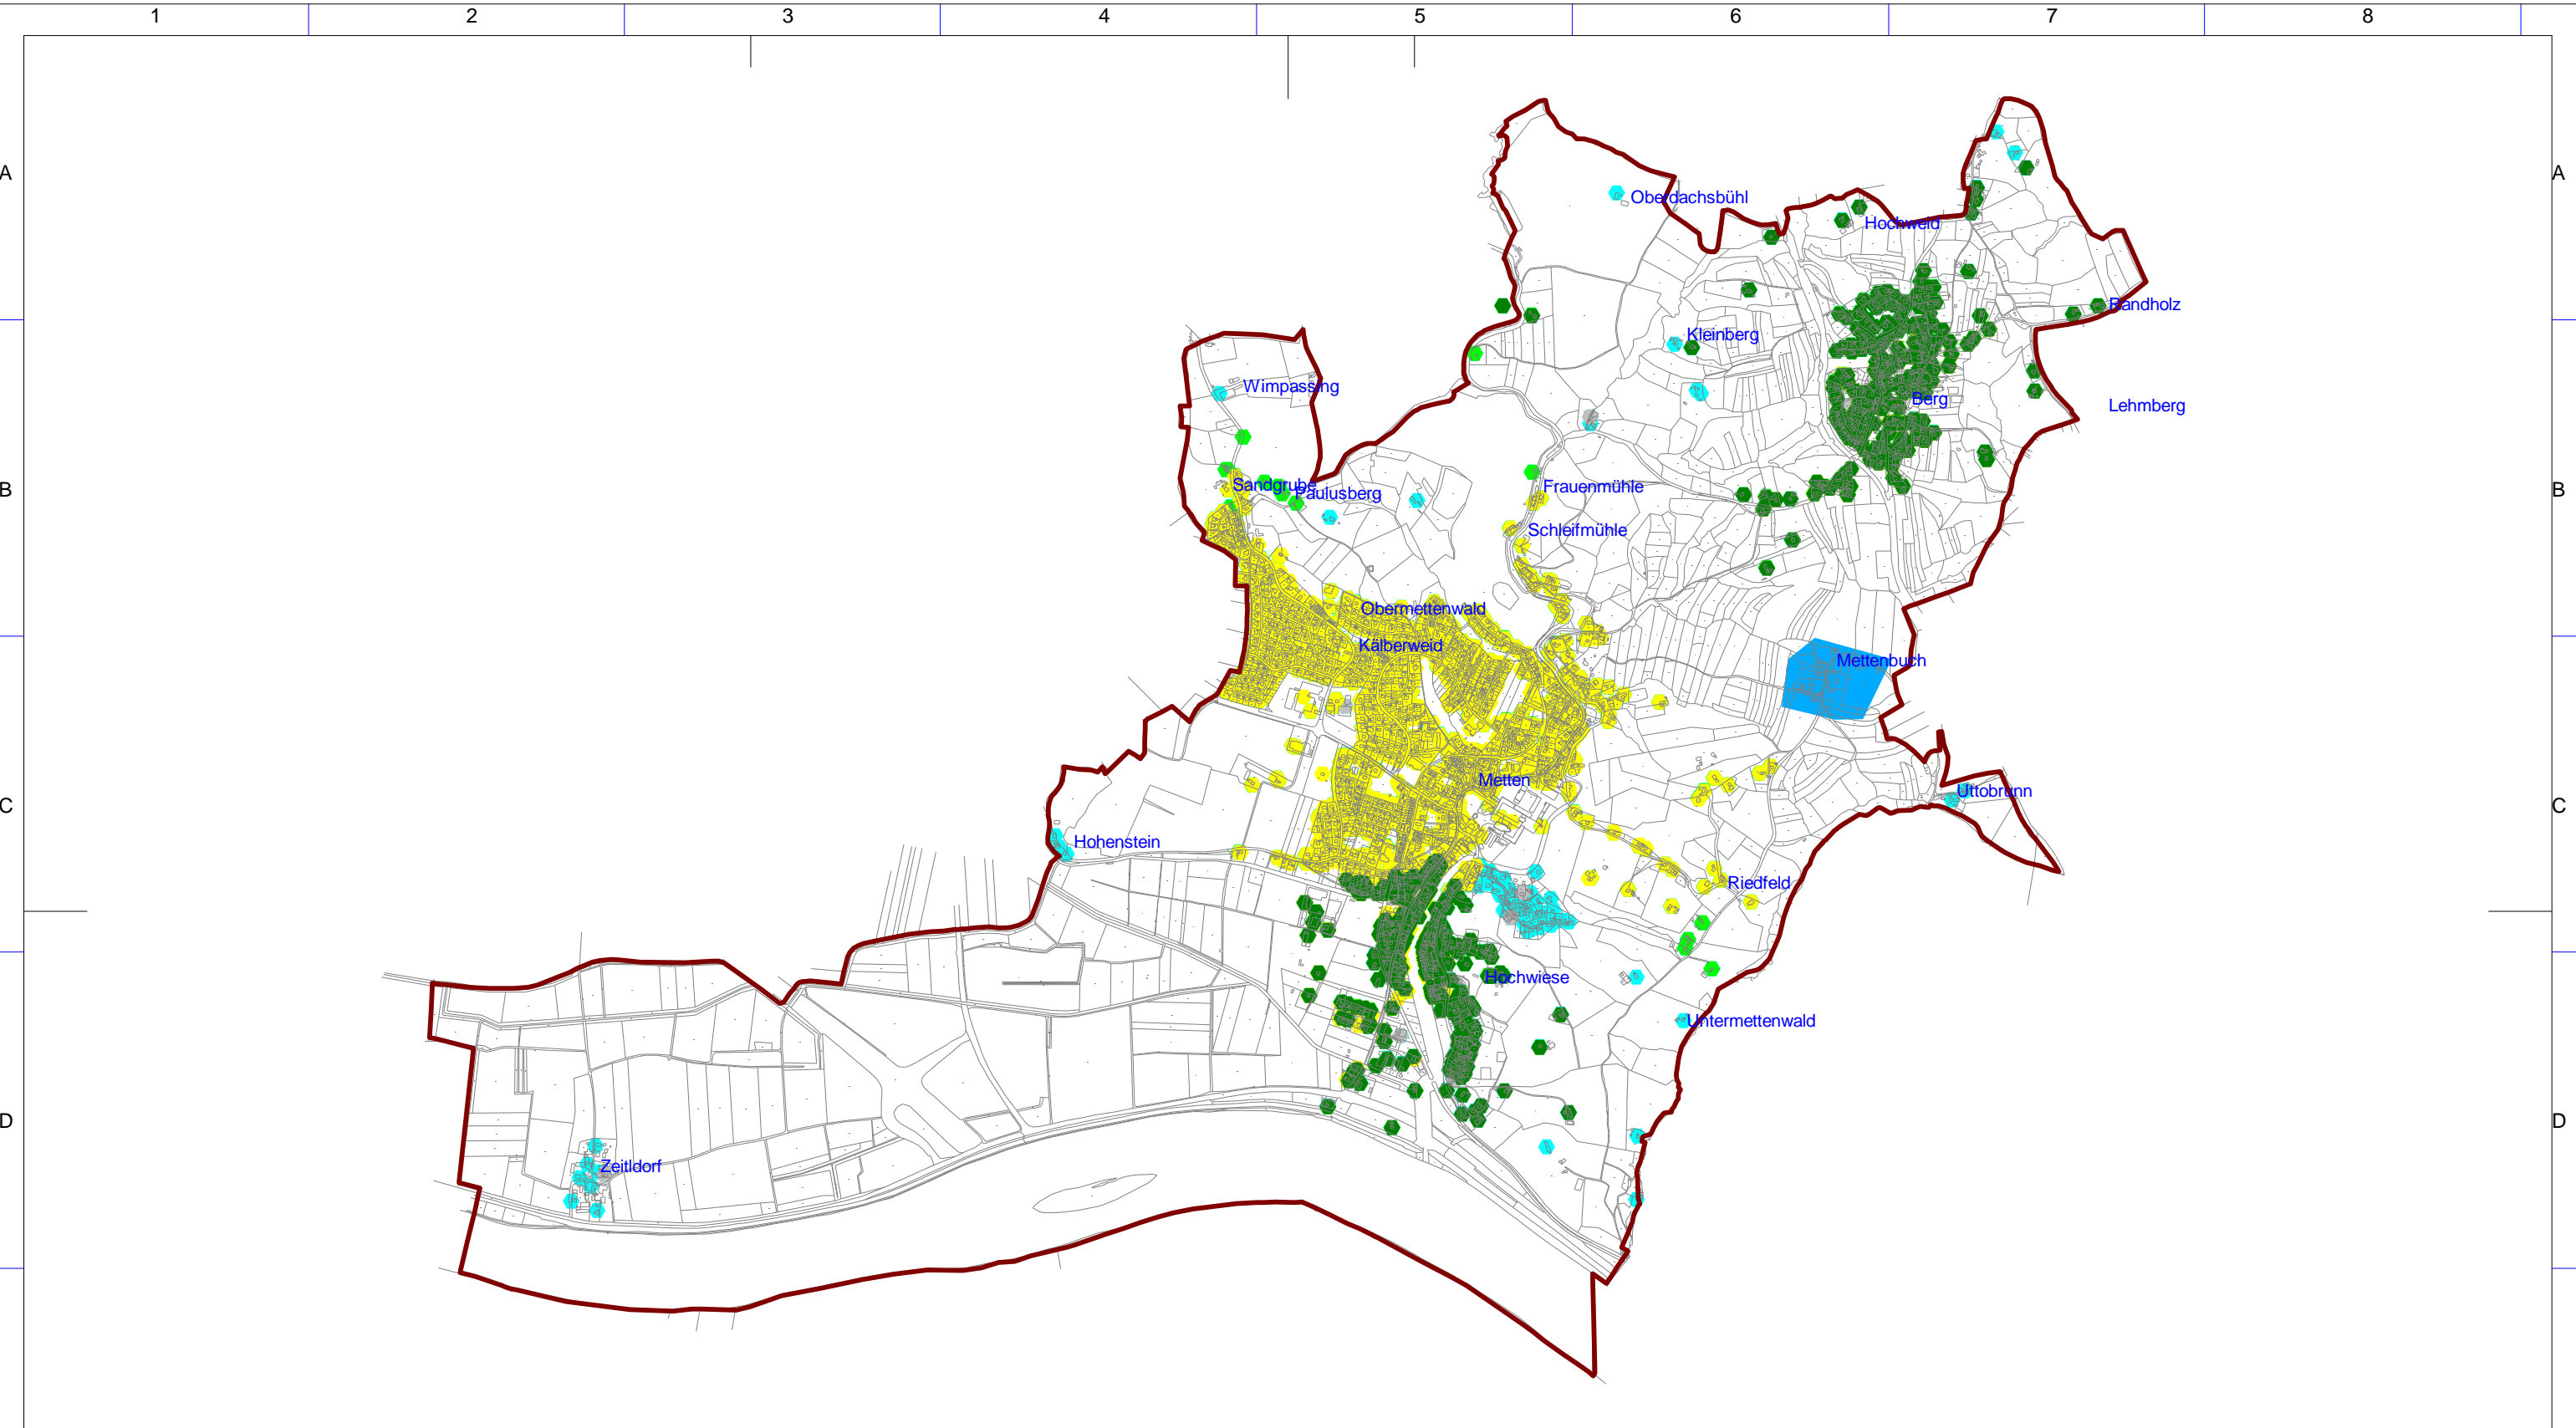 1 2 3 4 5 6 7 8
A A
Oberdachsbühl
Hochweid
Randholz
Kleinberg
Wimpassing
Berg
Lehmberg
B B
Sandgrube
Paulusberg
Frauenmühle
Schleifmühle
Obermettenwald
Kälberweid
Mettenbuch
Metten
Uttobrunn
C C
Hohenstein
Riedfeld
Hochwiese
Untermettenwald
D D
Zeitldorf